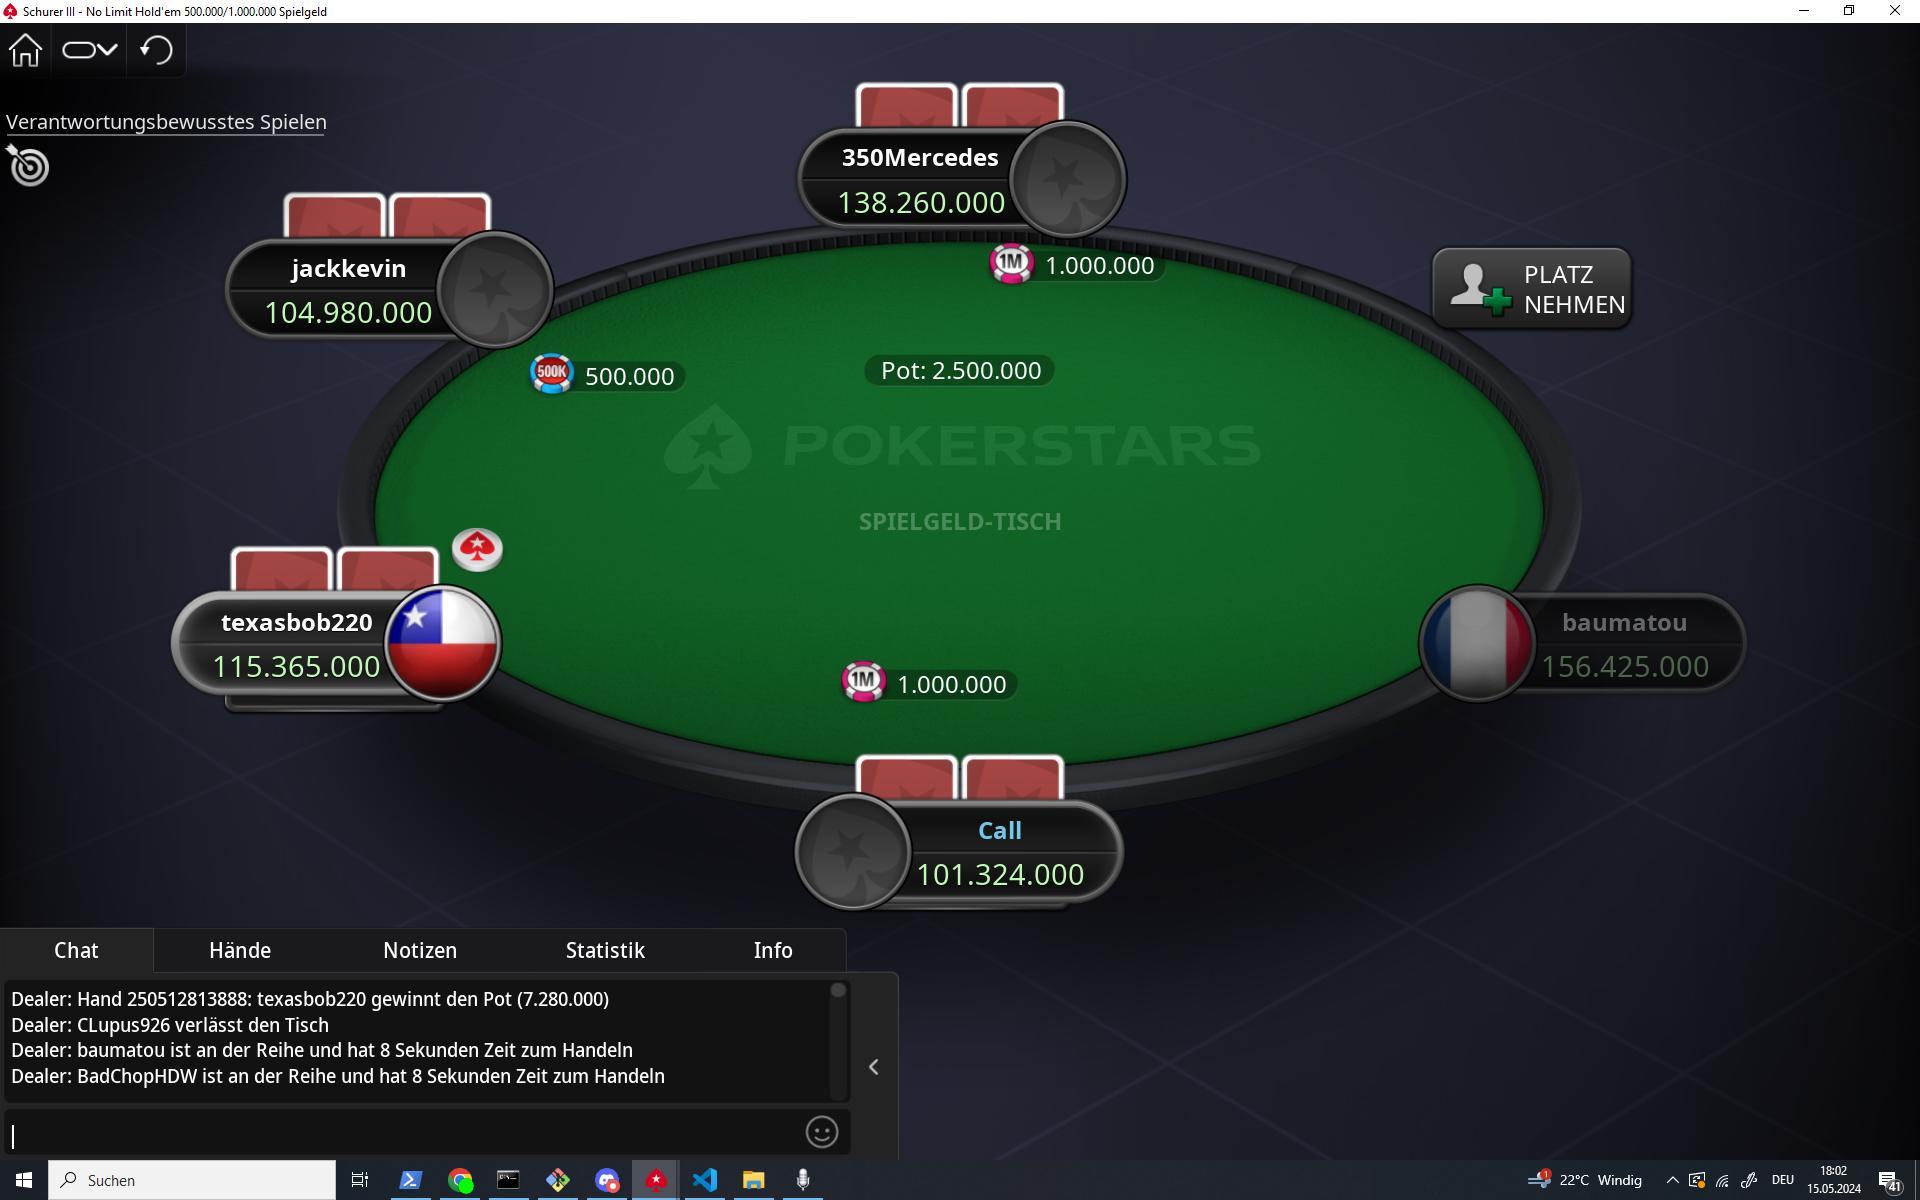 Schurer III - No Limit Hold'em 500.000/1.000.000 Spielgeld
Verantwortungsbewusstes Spielen
350Mercedes
138.260.000
jackkevin
104.980.000
1M
1.000.000
PLATZ
NEHMEN
500K
500.000
Pot: 2.500.000
POKERSTARS
SPIELGELD-TISCH
texasbob220
115.365.000
baumatou
156.425.000
1M
1.000.000
Call
101.324.000
Chat
Hände
Notizen
Statistik
Info
Dealer: Hand 250512813888: texasbob220 gewinnt den Pot (7.280.000)
Dealer: CLupus926 verlässt den Tisch
Dealer: baumatou ist an der Reihe und hat 8 Sekunden Zeit zum Handeln
Dealer: BadChopHDW ist an der Reihe und hat 8 Sekunden Zeit zum Handeln
Suchen
1
22°C Windig
DEU
18:02
15.05.2024
41